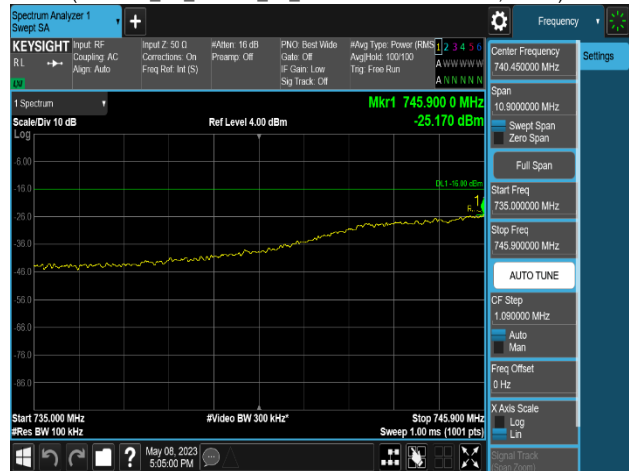 Spectrum Analyzer 1
Swept SA
Frequency
KEYSIGHT
Input: RF
Input Z: 50 Ω
#Atten: 16 dB
PNO: Best Wide
#Avg Type: Power (RMS
1 2 3 4 5 6
RL
Coupling: AC
Corrections: On
Preamp: Off
Gate: Off
Avg|Hold: 100/100
A W W W W W
Align: Auto
Freq Ref: Int (S)
IF Gain: Low
Trig: Free Run
Sig Track: Off
A N N N N N
LXI
1 Spectrum
Mkr1 745.900 0 MHz
Scale/Div 10 dB
Ref Level 4.00 dBm
-25.170 dBm
Log
-6.00
-16.0
DL1 -16.00 dBm
1
-26.0
-36.0
-46.0
-56.0
-66.0
-76.0
-86.0
Start 735.000 MHz
#Video BW 300 kHz*
Stop 745.900 MHz
#Res BW 100 kHz
Sweep 1.00 ms (1001 pts)
Center Frequency
740.450000 MHz
Settings
Span
10.9000000 MHz
Swept Span
Zero Span
Full Span
Start Freq
735.000000 MHz
Stop Freq
745.900000 MHz
AUTO TUNE
CF Step
1.090000 MHz
Auto
Man
Freq Offset
0 Hz
X Axis Scale
Log
Lin
Signal Track
(Span Zoom)
?
May 08, 2023
5:05:00 PM